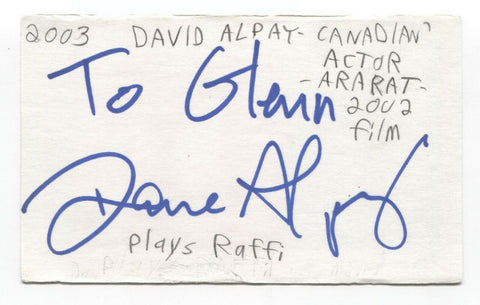 2003 DAVID ALPAY - CANADIAN
ACTOR
- ARARAT -
2002
film
To Glenn
Dave Alpay
plays Raffi